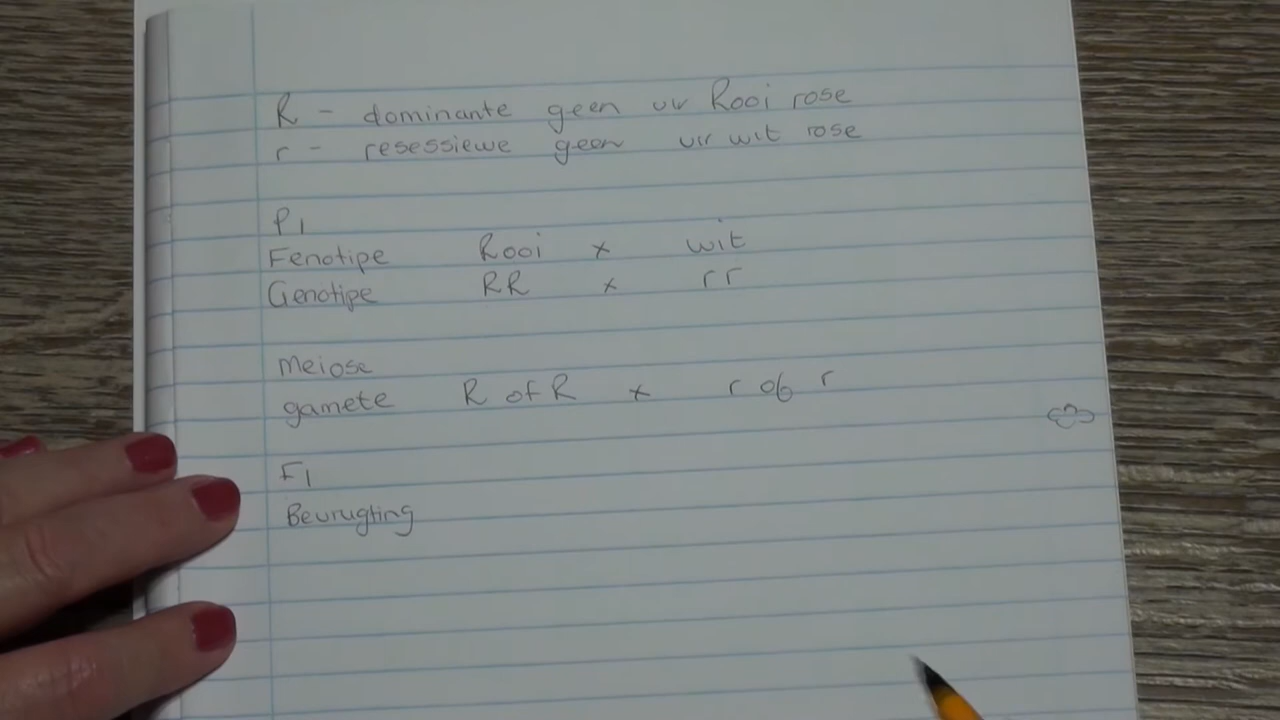 R - dominante geen vir Rooi rose
r - resessiewe geen vir wit rose
P1
Fenotipe Rooi x wit
Genotipe RR x rr
Meiose
gamete R of R x r of r
F1
Bevrugting